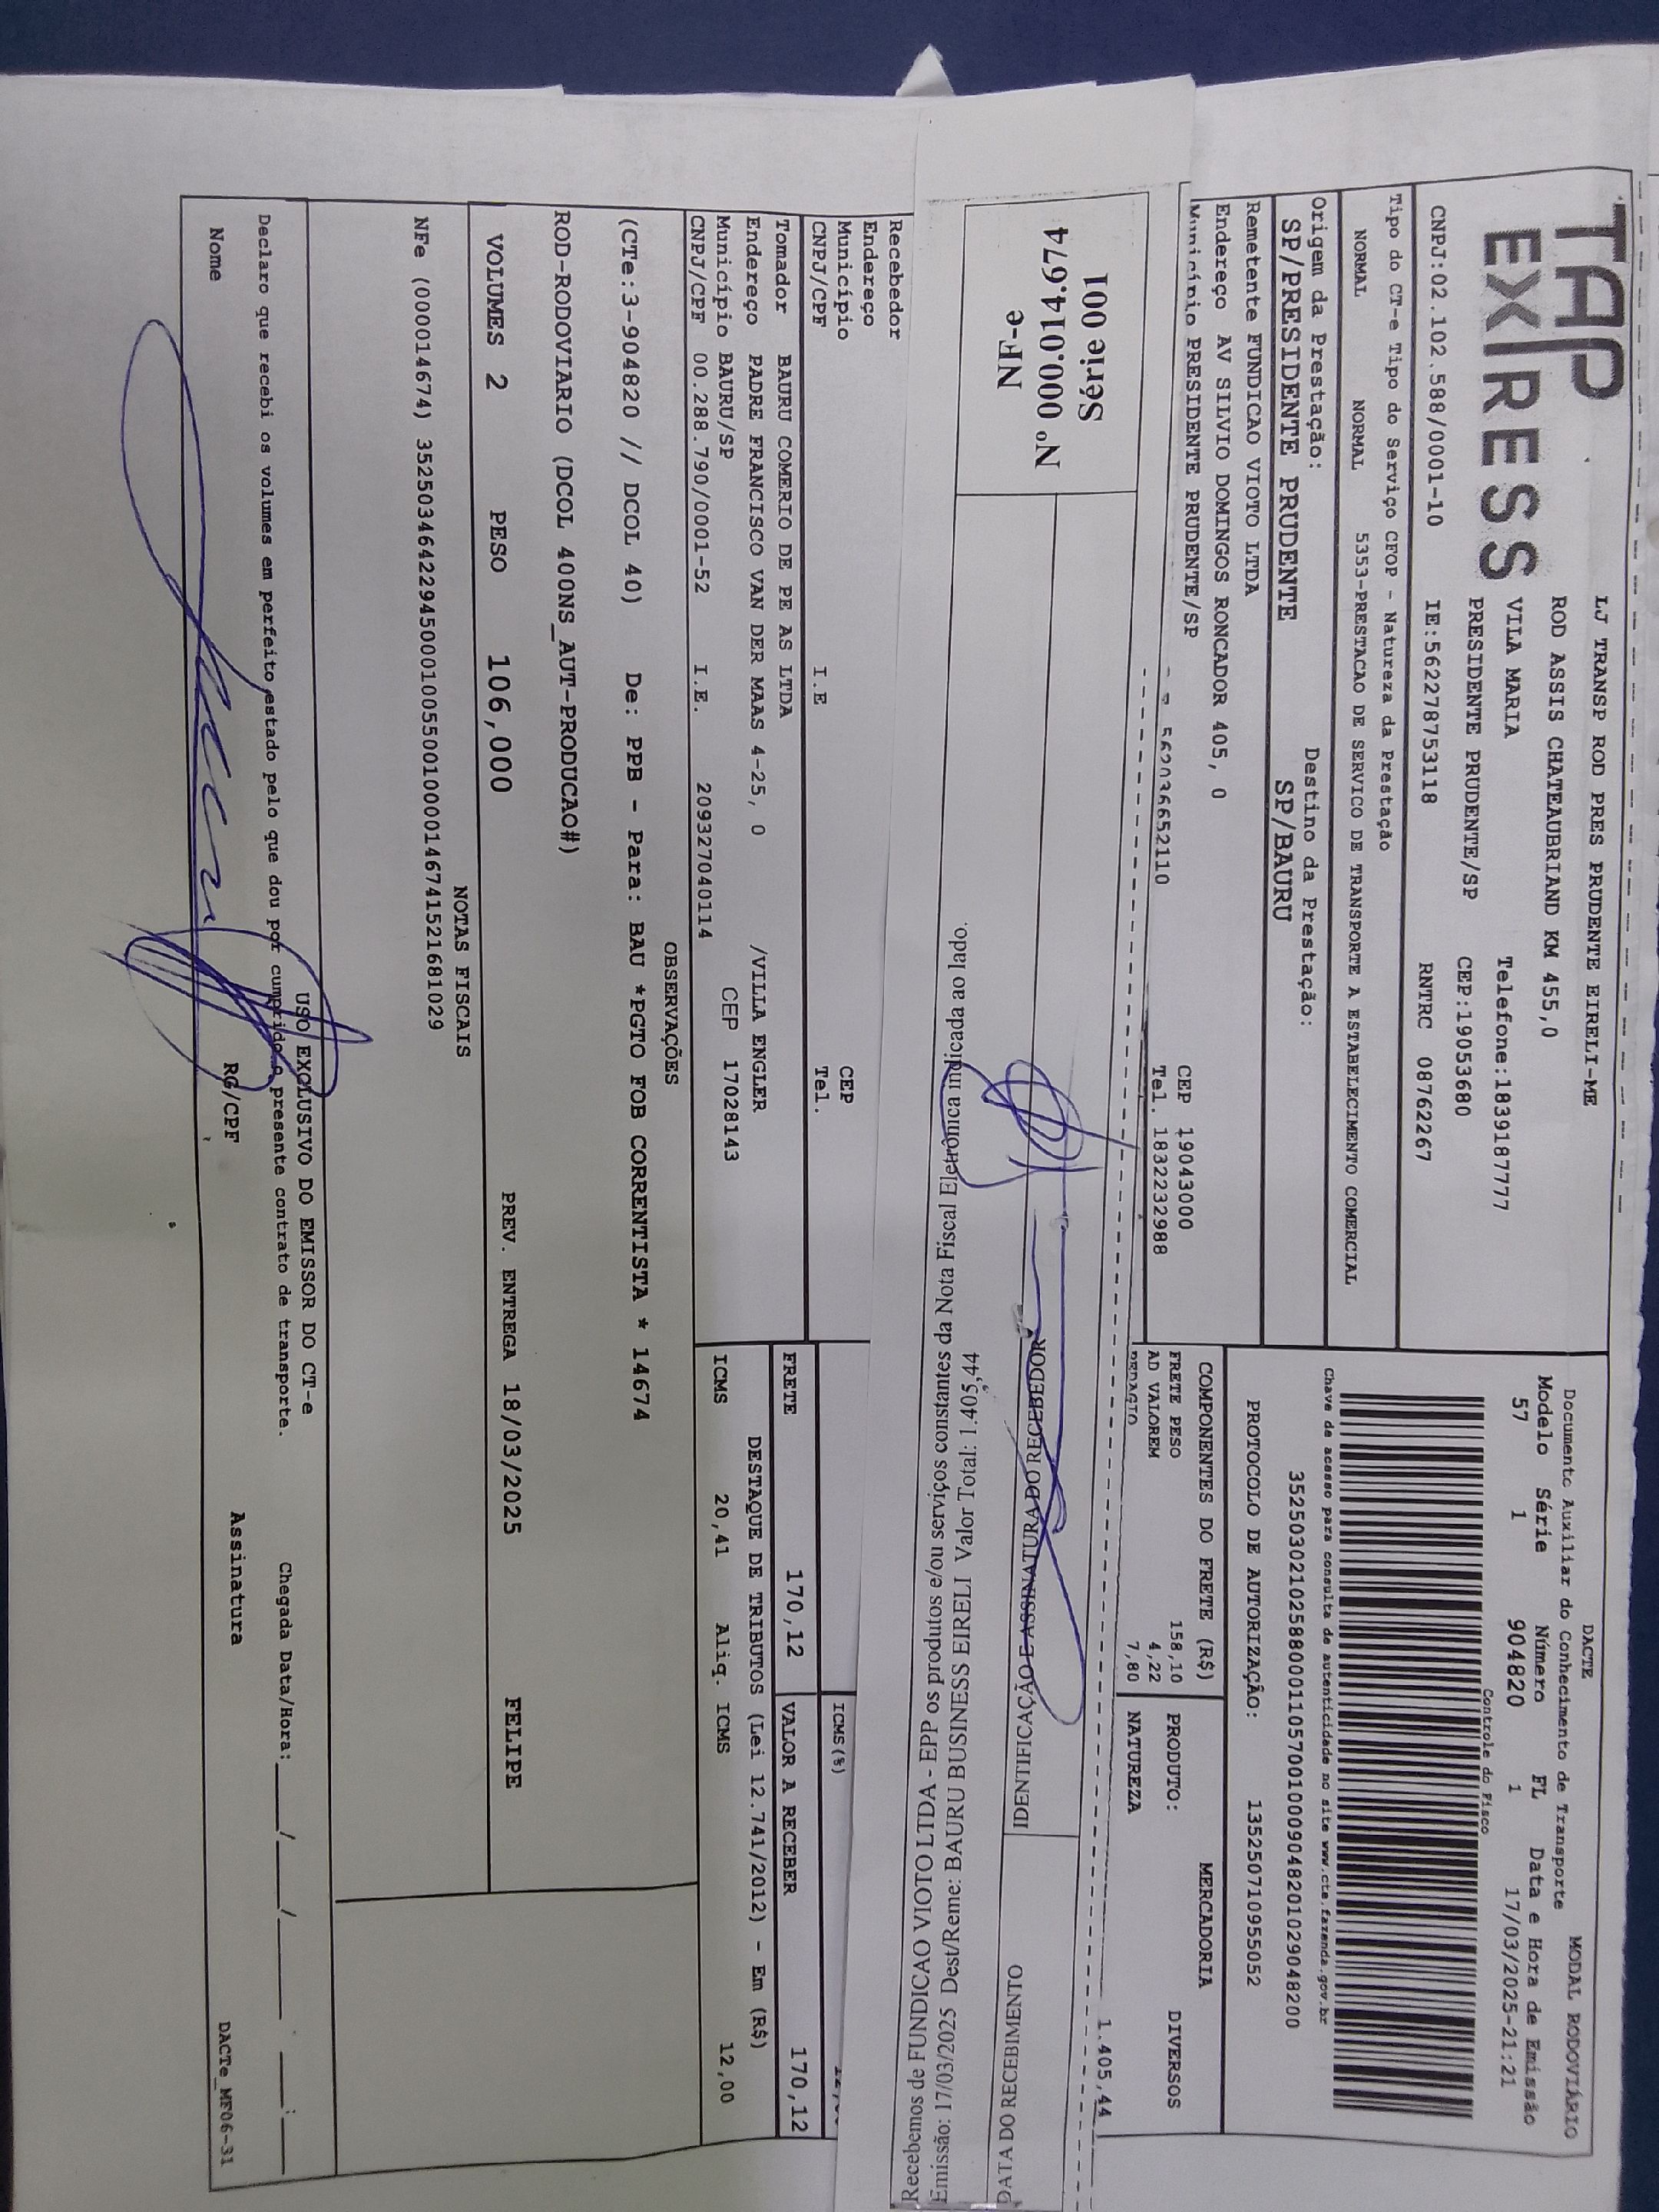 TAP
EXPRESS
LJ TRANSP ROD PRES PRUDENTE EIRELI-ME
ROD ASSIS CHATEAUBRIAND KM 455,0
VILA MARIA Telefone:1839187777
PRESIDENTE PRUDENTE/SP CEP:19053680
CNPJ:02.102.588/0001-10 IE:562278753118 RNTRC 08762267
Tipo do CT-e Tipo do Serviço CFOP - Natureza da Prestação
NORMAL NORMAL 5353-PRESTACAO DE SERVICO DE TRANSPORTE A ESTABELECIMENTO COMERCIAL
Origem da Prestação: Destino da Prestação:
SP/PRESIDENTE PRUDENTE SP/BAURU
Remetente FUNDICAO VIOTO LTDA
Endereço AV SILVIO DOMINGOS RONCADOR 405, 0
Município PRESIDENTE PRUDENTE/SP CEP 19043000
562036652110 Tel. 1832232988
DACTE MODAL RODOVIÁRIO
Documento Auxiliar do Conhecimento de Transporte
Modelo Série Número FL Data e Hora de Emissão
57 1 904820 1 17/03/2025-21:21
Controle do Fisco
Chave de acesso para consulta de autenticidade no site www.cte.fazenda.gov.br
35250302102588000110570010009048201029048200
PROTOCOLO DE AUTORIZAÇÃO: 135250710955052
COMPONENTES DO FRETE (R$) MERCADORIA
FRETE PESO 158,10 PRODUTO: DIVERSOS
AD VALOREM 4,22 NATUREZA
PEDAGIO 7,80
1.405,44
NF-e
Nº 000.014.674
Série 001
IDENTIFICAÇÃO E ASSINATURA DO RECEBEDOR
DATA DO RECEBIMENTO
Emissão: 17/03/2025 Dest/Reme: BAURU BUSINESS EIRELI Valor Total: 1.405,44
Recebemos de FUNDICAO VIOTO LTDA - EPP os produtos e/ou serviços constantes da Nota Fiscal Eletrônica indicada ao lado.
Recebedor
Endereço
Município CEP
CNPJ/CPF I.E Tel.
ICMS(%)
Tomador BAURU COMERIO DE PE AS LTDA
Endereço PADRE FRANCISCO VAN DER MAAS 4-25, 0 /VILLA ENGLER
Município BAURU/SP CEP 17028143
CNPJ/CPF 00.288.790/0001-52 I.E. 209327040114
FRETE 170,12 VALOR A RECEBER 170,12
DESTAQUE DE TRIBUTOS (Lei 12.741/2012) - Em (R$)
ICMS 20,41 Aliq. ICMS 12,00
OBSERVAÇÕES
(CTe:3-904820 // DCOL 40) De: PPB - Para: BAU *PGTO FOB CORRENTISTA * 14674
ROD-RODOVIARIO (DCOL 400NS_AUT-PRODUCAO#)
VOLUMES 2 PESO 106,000 PREV. ENTREGA 18/03/2025 FELIPE
NOTAS FISCAIS
NFe (000014674) 35250346422945000100550010000146741521681029
USO EXCLUSIVO DO EMISSOR DO CT-e
Declaro que recebi os volumes em perfeito estado pelo que dou por cumprido o presente contrato de transporte. Chegada Data/Hora: ____/____/____ ____:____
Nome RG/CPF Assinatura
DACTe_MF06-31